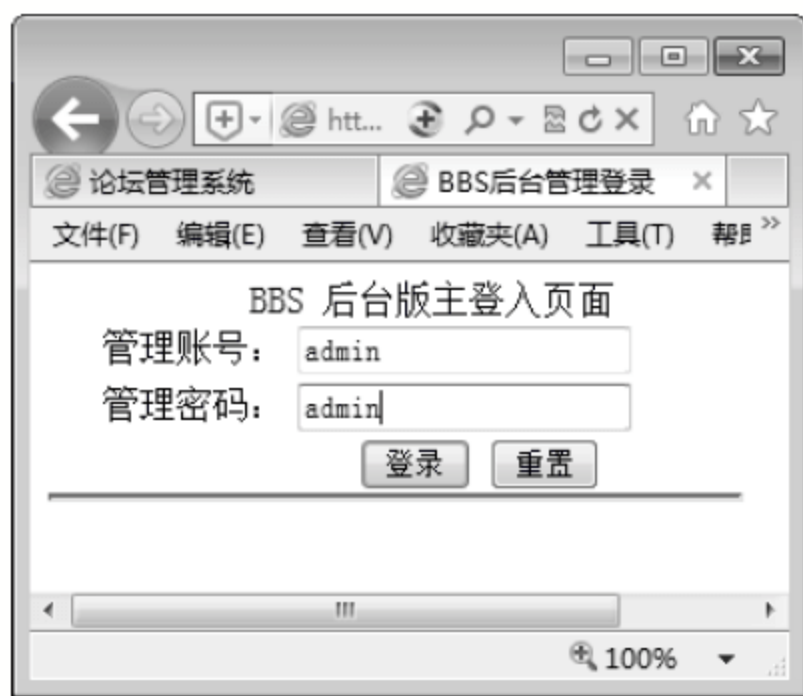 htt...
论坛管理系统 BBS后台管理登录
文件(F) 编辑(E) 查看(V) 收藏夹(A) 工具(T)
BBS 后台版主登入页面
管理账号： admin
管理密码： admin
登录 重置
100%